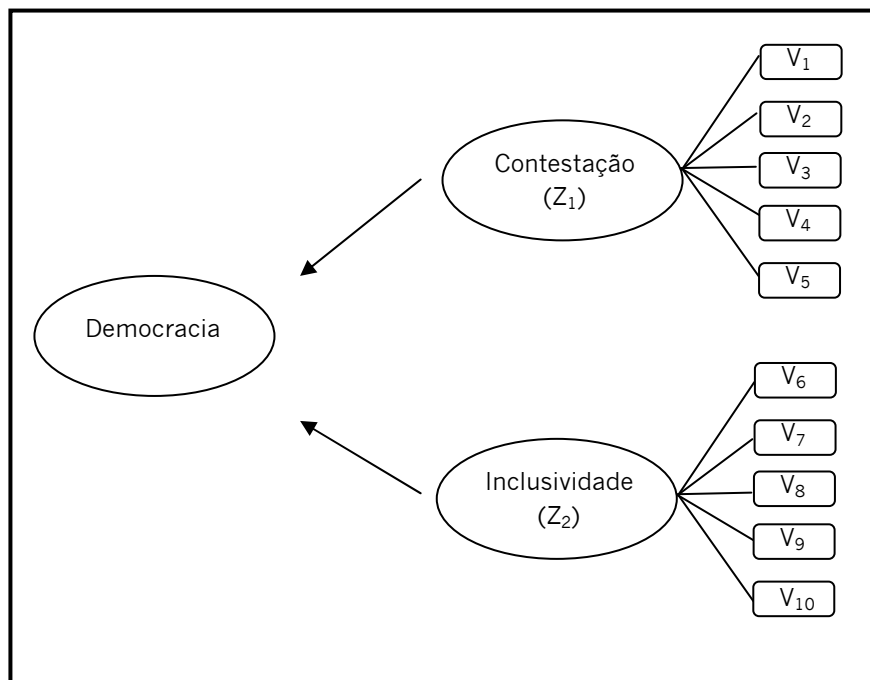 V₁
V₂
Contestação
(Z₁)
V₃
V₄
V₅
Democracia
V₆
V₇
Inclusividade
(Z₂)
V₈
V₉
V₁₀